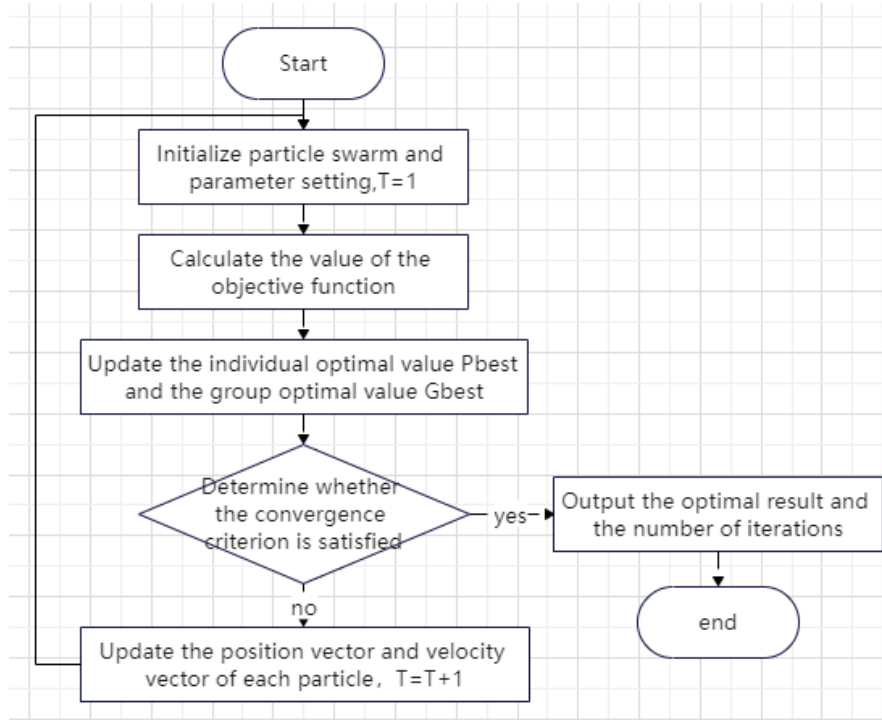 Start
Initialize particle swarm and
parameter setting,T=1
Calculate the value of the
objective function
Update the individual optimal value Pbest
and the group optimal value Gbest
Determine whether
the convergence
criterion is satisfied
yes
Output the optimal result and
the number of iterations
end
no
Update the position vector and velocity
vector of each particle, T=T+1